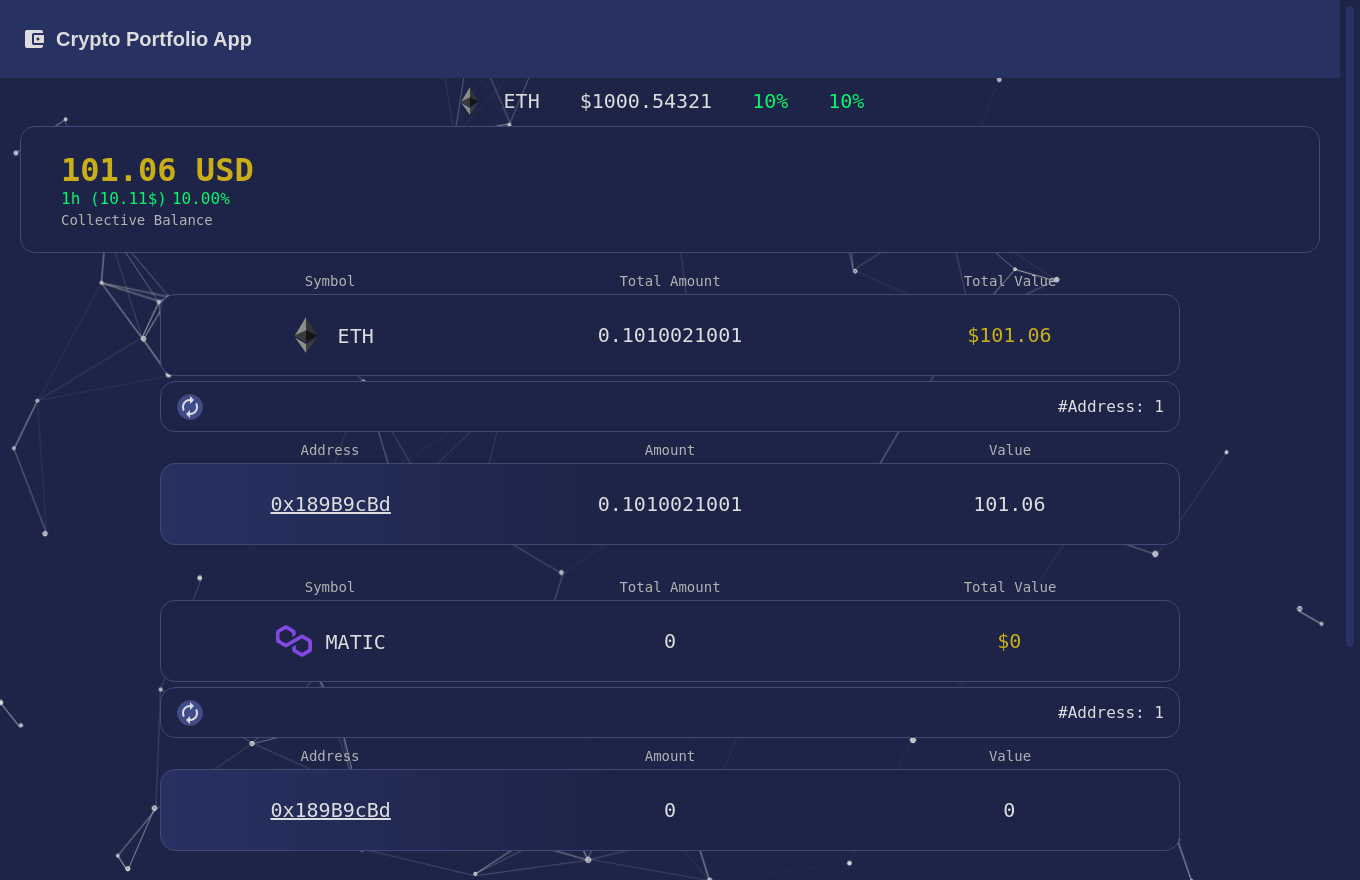 Crypto Portfolio App
ETH $1000.54321 10% 10%
101.06 USD
1h (10.11$) 10.00%
Collective Balance
Symbol Total Amount Total Value
ETH 0.1010021001 $101.06
#Address: 1
Address Amount Value
0x189B9cBd 0.1010021001 101.06
Symbol Total Amount Total Value
MATIC 0 $0
#Address: 1
Address Amount Value
0x189B9cBd 0 0